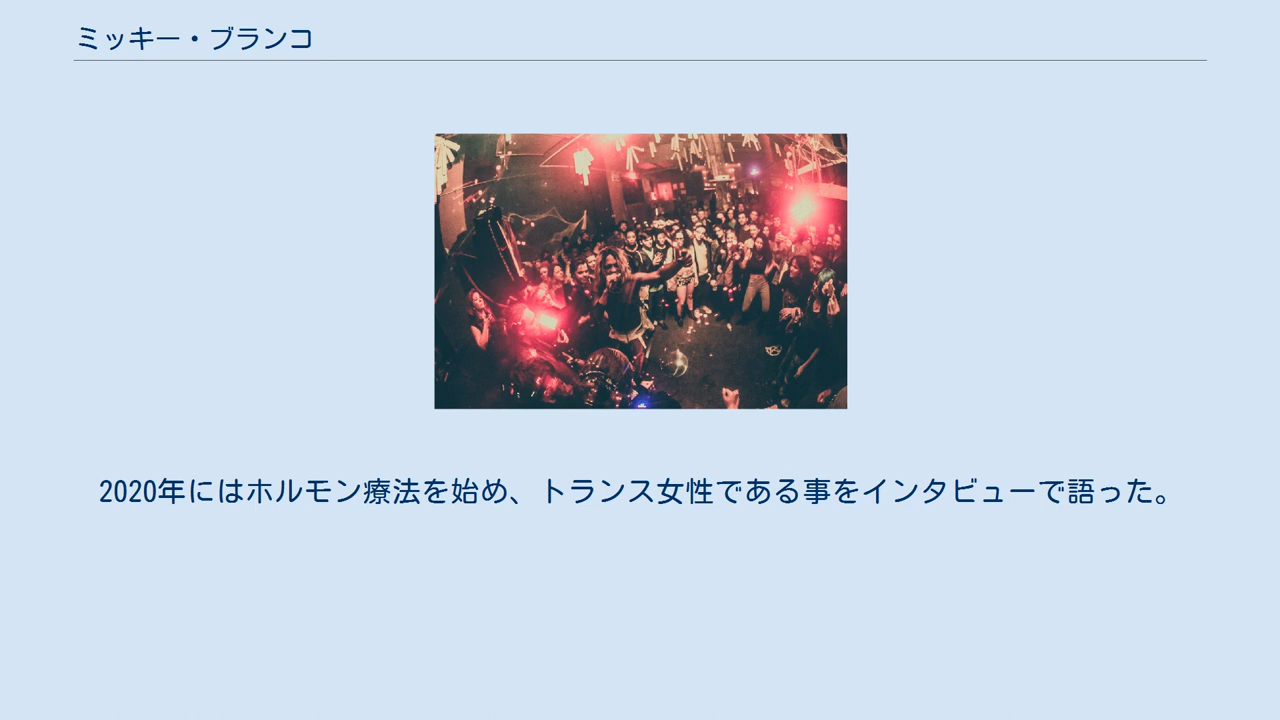 ミッキー・ブランコ
2020年にはホルモン療法を始め、トランス女性である事をインタビューで語った。